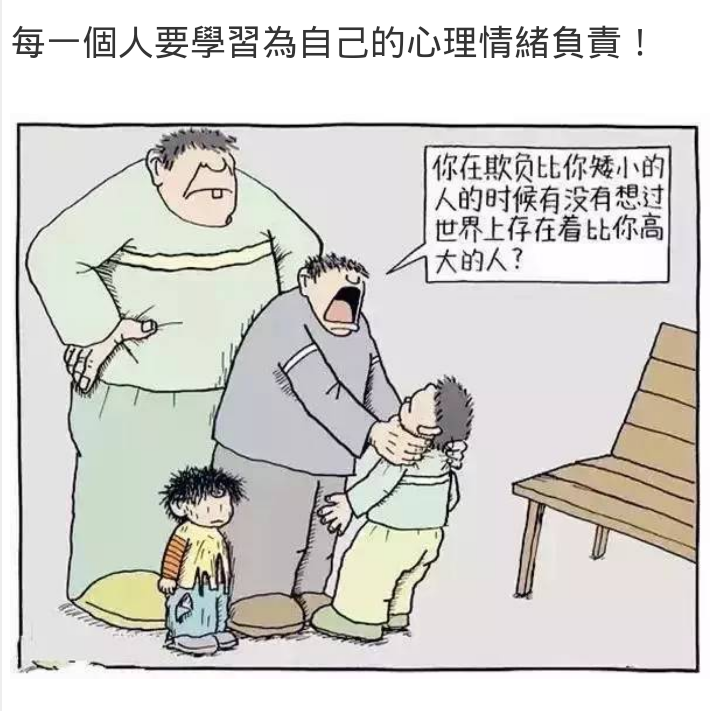 每一個人要學習為自己的心理情緒負責！
你在欺负比你矮小的
人的时候有没有想过
世界上存在着比你高
大的人？